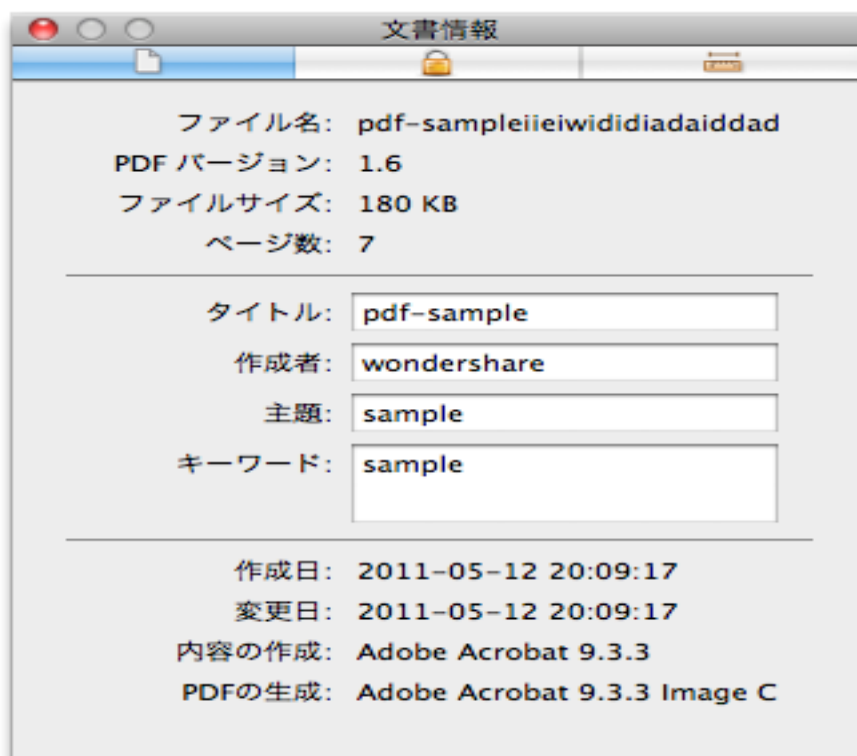 文書情報
ファイル名: pdf-sampleiieiwididiadaiddad
PDF バージョン: 1.6
ファイルサイズ: 180 KB
ページ数: 7
タイトル: pdf-sample
作成者: wondershare
主題: sample
キーワード: sample
作成日: 2011-05-12 20:09:17
変更日: 2011-05-12 20:09:17
内容の作成: Adobe Acrobat 9.3.3
PDFの生成: Adobe Acrobat 9.3.3 Image C